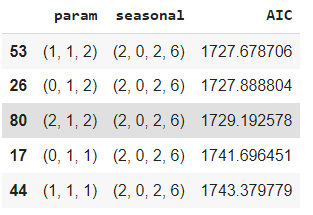 param seasonal AIC
53 (1, 1, 2) (2, 0, 2, 6) 1727.678706
26 (0, 1, 2) (2, 0, 2, 6) 1727.888804
80 (2, 1, 2) (2, 0, 2, 6) 1729.192578
17 (0, 1, 1) (2, 0, 2, 6) 1741.696451
44 (1, 1, 1) (2, 0, 2, 6) 1743.379779